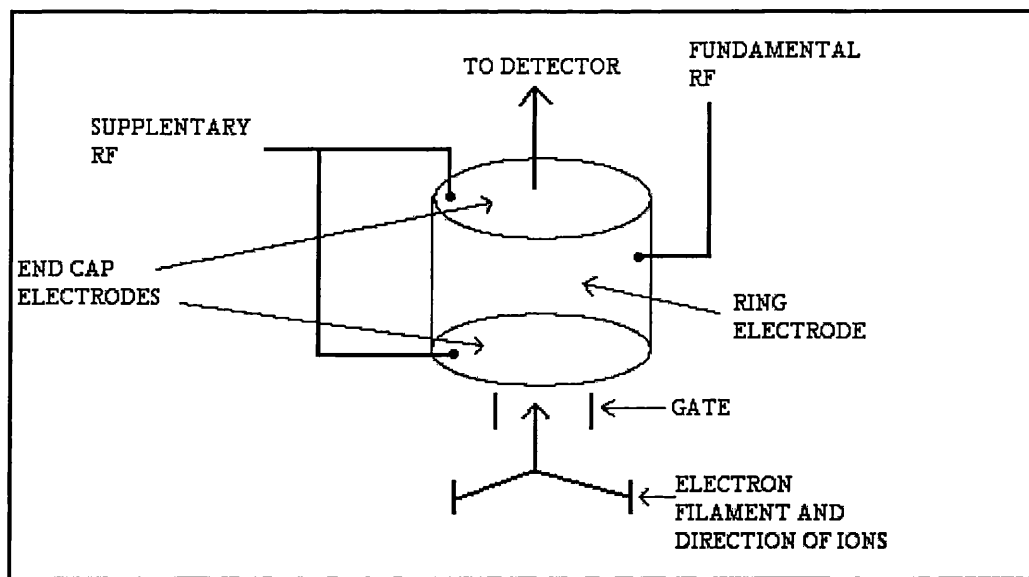 TO DETECTOR
FUNDAMENTAL
RF
SUPPLENTARY
RF
END CAP
ELECTRODES
RING
ELECTRODE
GATE
ELECTRON
FILAMENT AND
DIRECTION OF IONS